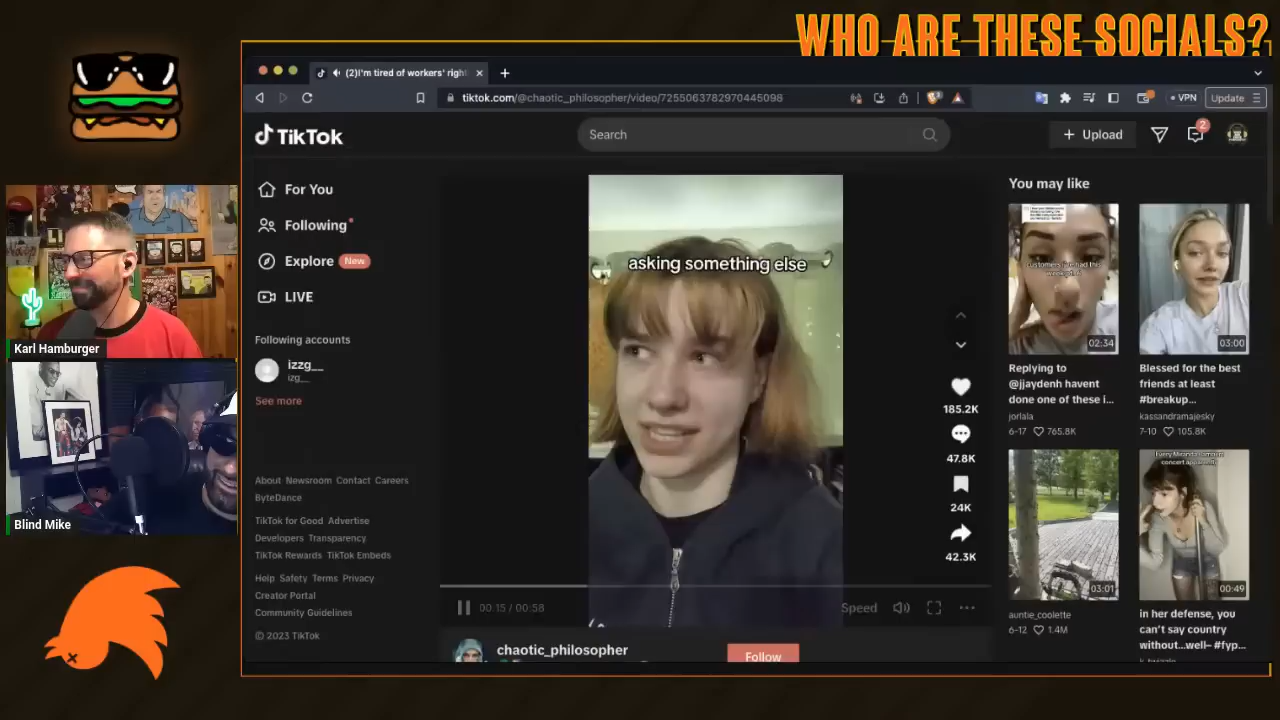 WHO ARE THESE SOCIALS?
(2)I'm tired of workers' right
tiktok.com/@chaotic_philosopher/video/7255063782970445098
VPN
Update
TikTok
Search
Upload
2
For You
Following
Explore New
LIVE
Following accounts
izzg__
izg__
See more
About Newsroom Contact Careers
ByteDance
TikTok for Good Advertise
Developers Transparency
TikTok Rewards TikTok Embeds
Help Safety Terms Privacy
Creator Portal
Community Guidelines
© 2023 TikTok
Karl Hamburger
Blind Mike
asking something else
185.2K
47.8K
24K
42.3K
00:15 / 00:58
Speed
chaotic_philosopher
Follow
You may like
02:34
Replying to
@jjaydenh havent
done one of these i...
jorlala
6-17 765.8K
03:00
Blessed for the best
friends at least
#breakup...
kassandramajesky
7-10 105.8K
03:01
auntie_coolette
6-12 1.4M
00:49
in her defense, you
can't say country
without...well- #fyp...